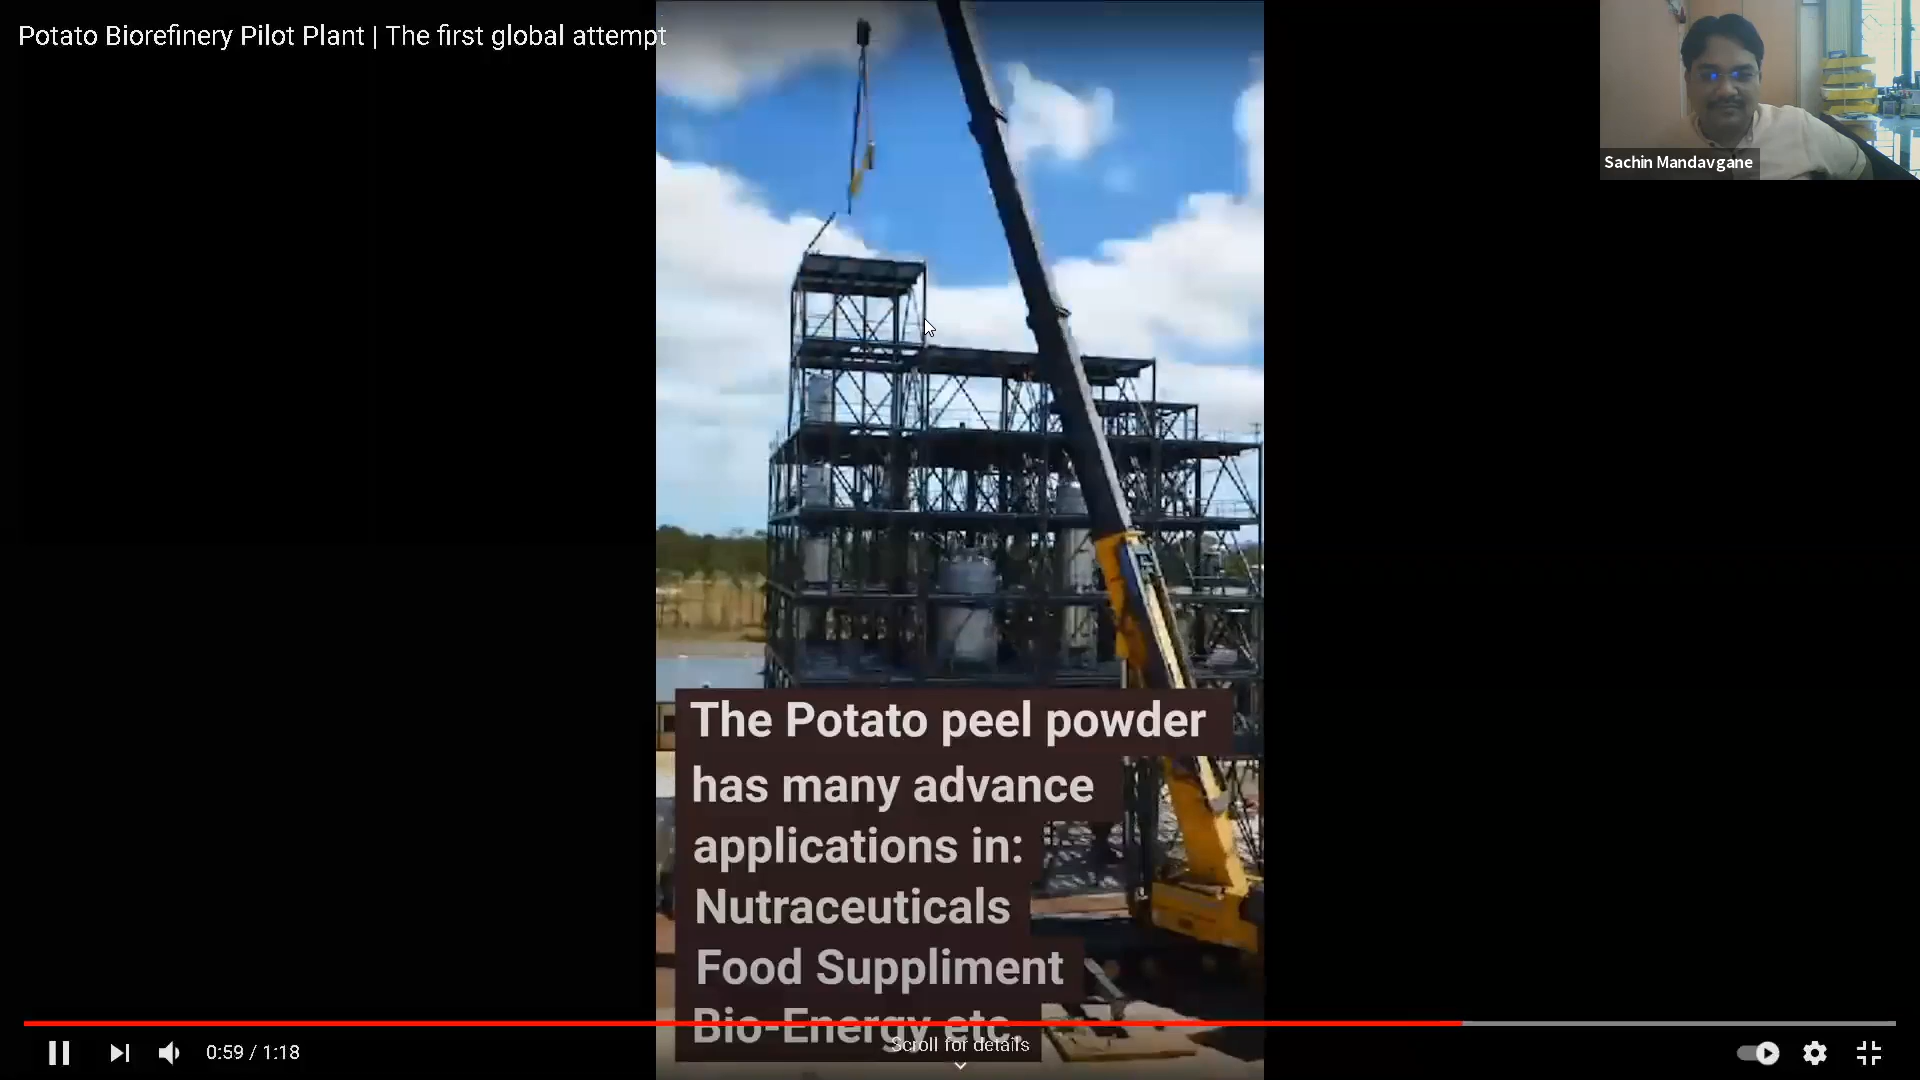 Potato Biorefinery Pilot Plant | The first global attempt
Sachin Mandavgane
The Potato peel powder
has many advance
applications in:
Nutraceuticals
Food Suppliment
Bio-Energy etc.
Scroll for details
0:59 / 1:18